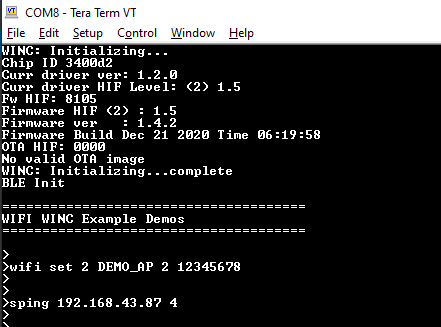 COM8 - Tera Term VT
File Edit Setup Control Window Help
WINC: Initializing...
Chip ID 3400d2
Curr driver ver: 1.2.0
Curr driver HIF Level: (2) 1.5
Fw HIF: 8105
Firmware HIF (2) : 1.5
Firmware ver   : 1.4.2
Firmware Build Dec 21 2020 Time 06:19:58
OTA HIF: 0000
No valid OTA image
WINC: Initializing...complete
BLE Init
=======================================
WIFI WINC Example Demos
=======================================
>
>wifi set 2 DEMO_AP 2 12345678
>
>sping 192.168.43.87 4
>
>